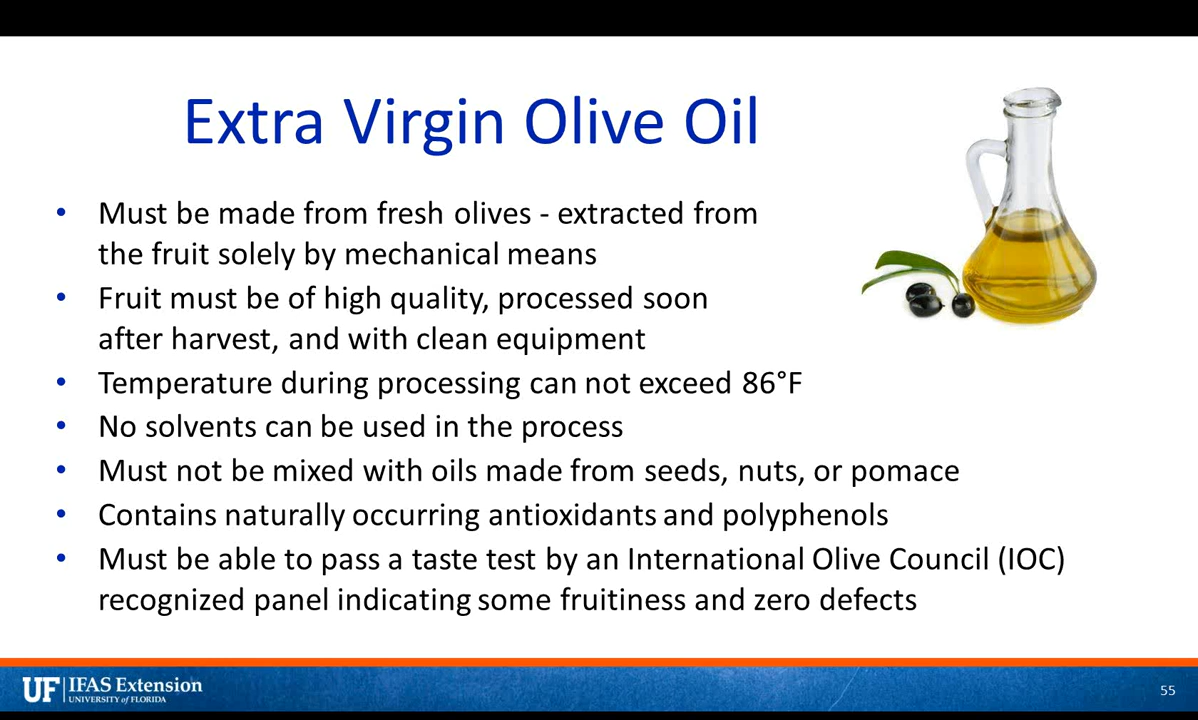 Extra Virgin Olive Oil
• Must be made from fresh olives - extracted from
the fruit solely by mechanical means
• Fruit must be of high quality, processed soon
after harvest, and with clean equipment
• Temperature during processing can not exceed 86°F
• No solvents can be used in the process
• Must not be mixed with oils made from seeds, nuts, or pomace
• Contains naturally occurring antioxidants and polyphenols
• Must be able to pass a taste test by an International Olive Council (IOC)
recognized panel indicating some fruitiness and zero defects
UF IFAS Extension
UNIVERSITY of FLORIDA
55